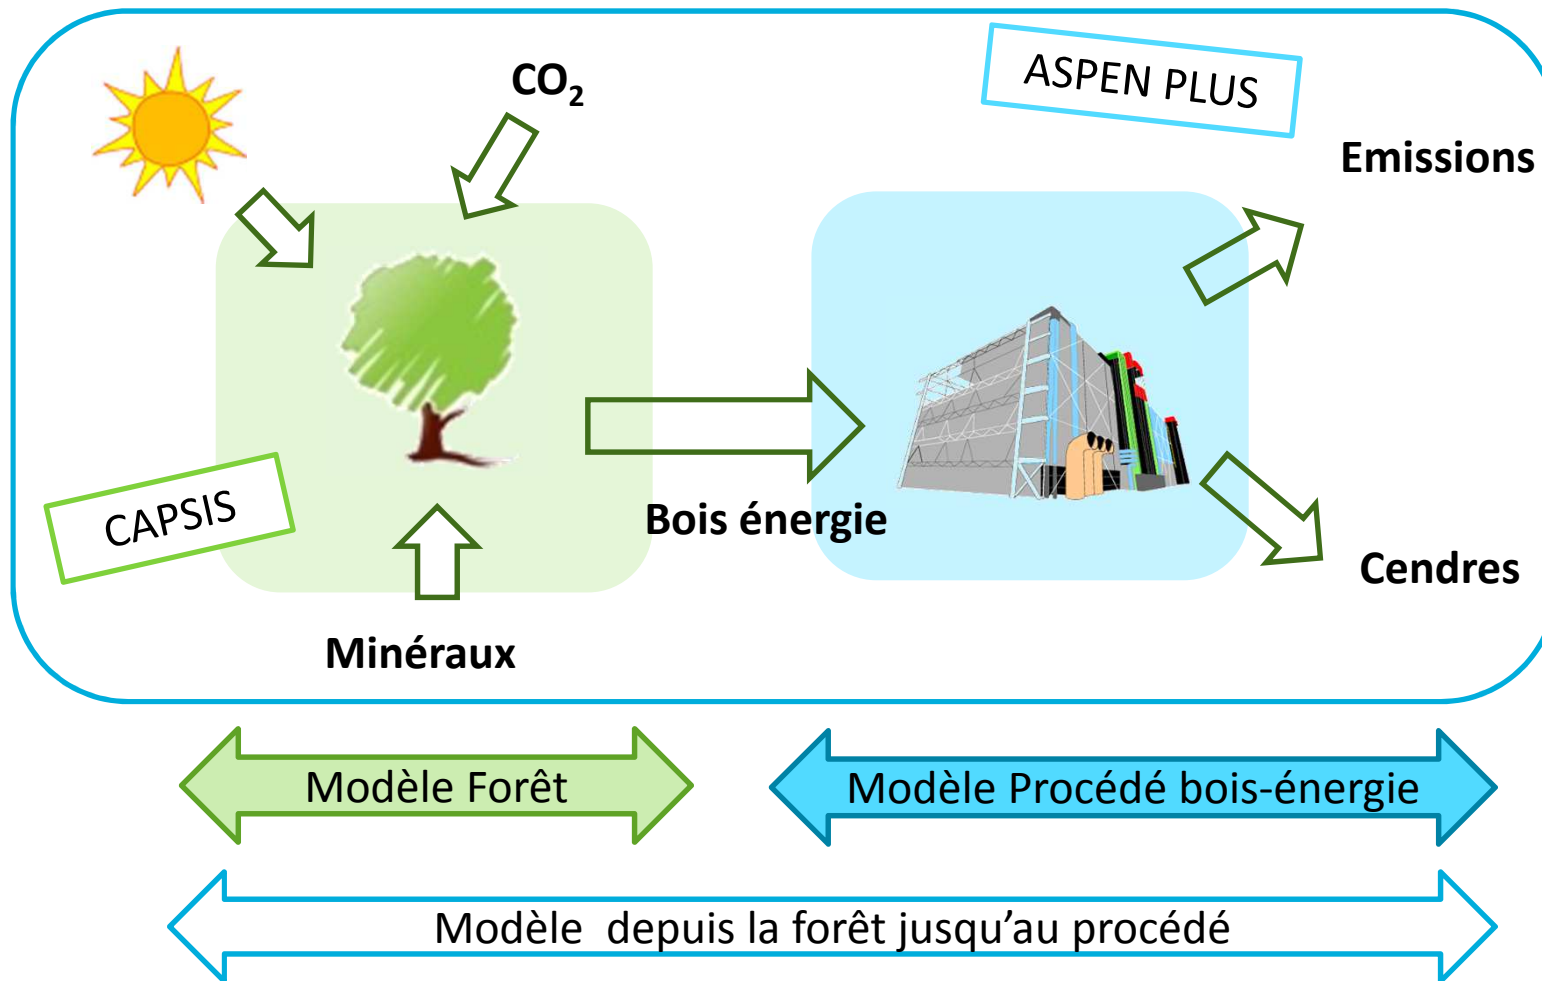 CO₂
ASPEN PLUS
Emissions
CAPSIS
Bois énergie
Cendres
Minéraux
Modèle Forêt
Modèle Procédé bois-énergie
Modèle depuis la forêt jusqu’au procédé